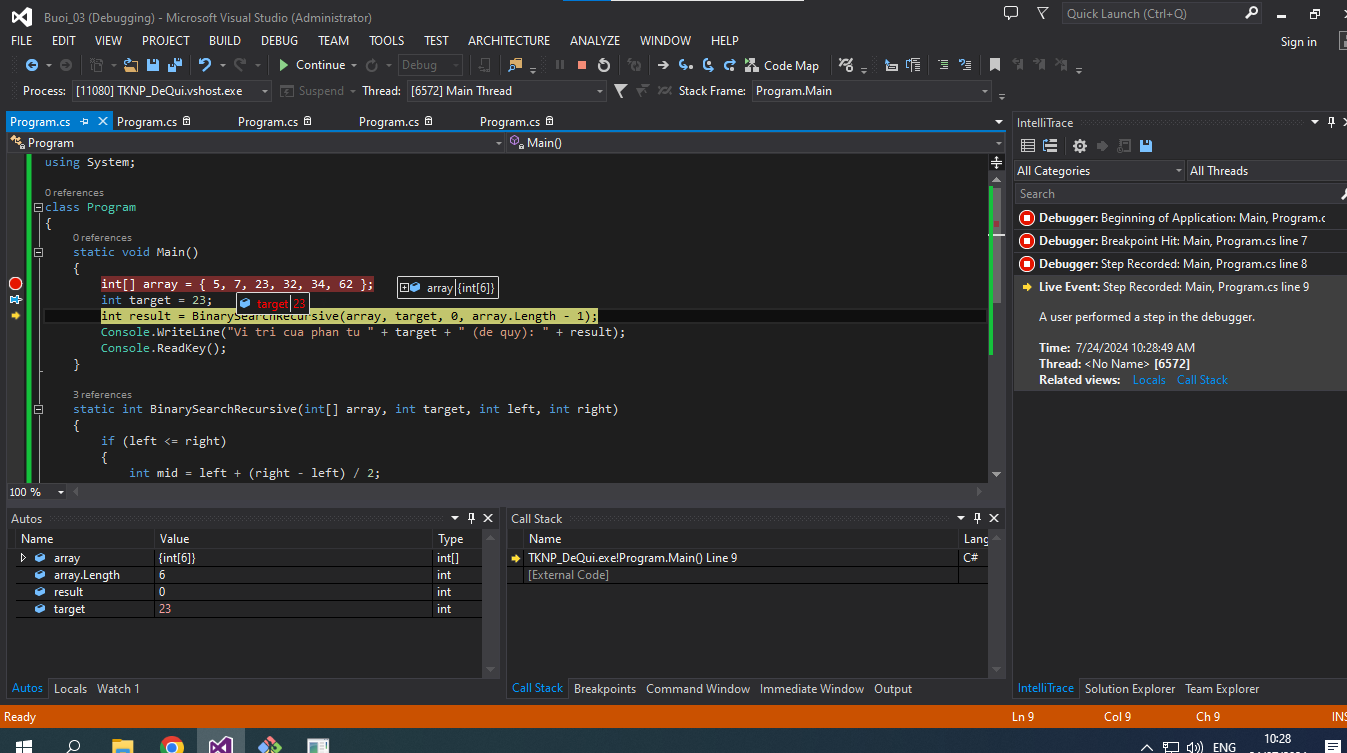 Buoi_03 (Debugging) - Microsoft Visual Studio (Administrator)
Quick Launch (Ctrl+Q)
FILE EDIT VIEW PROJECT BUILD DEBUG TEAM TOOLS TEST ARCHITECTURE ANALYZE WINDOW HELP
Sign in
Continue Debug Code Map
Process: [11080] TKNP_DeQui.vshost.exe Suspend Thread: [6572] Main Thread Stack Frame: Program.Main
Program.cs Program.cs Program.cs Program.cs Program.cs
Program Main()
using System;
0 references
class Program
{
0 references
static void Main()
{
int[] array = { 5, 7, 23, 32, 34, 62 };
array {int[6]}
int target = 23;
target 23
int result = BinarySearchRecursive(array, target, 0, array.Length - 1);
Console.WriteLine("Vi tri cua phan tu " + target + " (de quy): " + result);
Console.ReadKey();
}
3 references
static int BinarySearchRecursive(int[] array, int target, int left, int right)
{
if (left <= right)
{
int mid = left + (right - left) / 2;
100 %
IntelliTrace
All Categories All Threads
Search
Debugger: Beginning of Application: Main, Program.c
Debugger: Breakpoint Hit: Main, Program.cs line 7
Debugger: Step Recorded: Main, Program.cs line 8
Live Event: Step Recorded: Main, Program.cs line 9
A user performed a step in the debugger.
Time: 7/24/2024 10:28:49 AM
Thread: <No Name> [6572]
Related views: Locals Call Stack
Autos
Name Value Type
array {int[6]} int[]
array.Length 6 int
result 0 int
target 23 int
Autos Locals Watch 1
Call Stack
Name Lang
TKNP_DeQui.exe!Program.Main() Line 9 C#
[External Code]
Call Stack Breakpoints Command Window Immediate Window Output
IntelliTrace Solution Explorer Team Explorer
Ready Ln 9 Col 9 Ch 9 INS
ENG 10:28